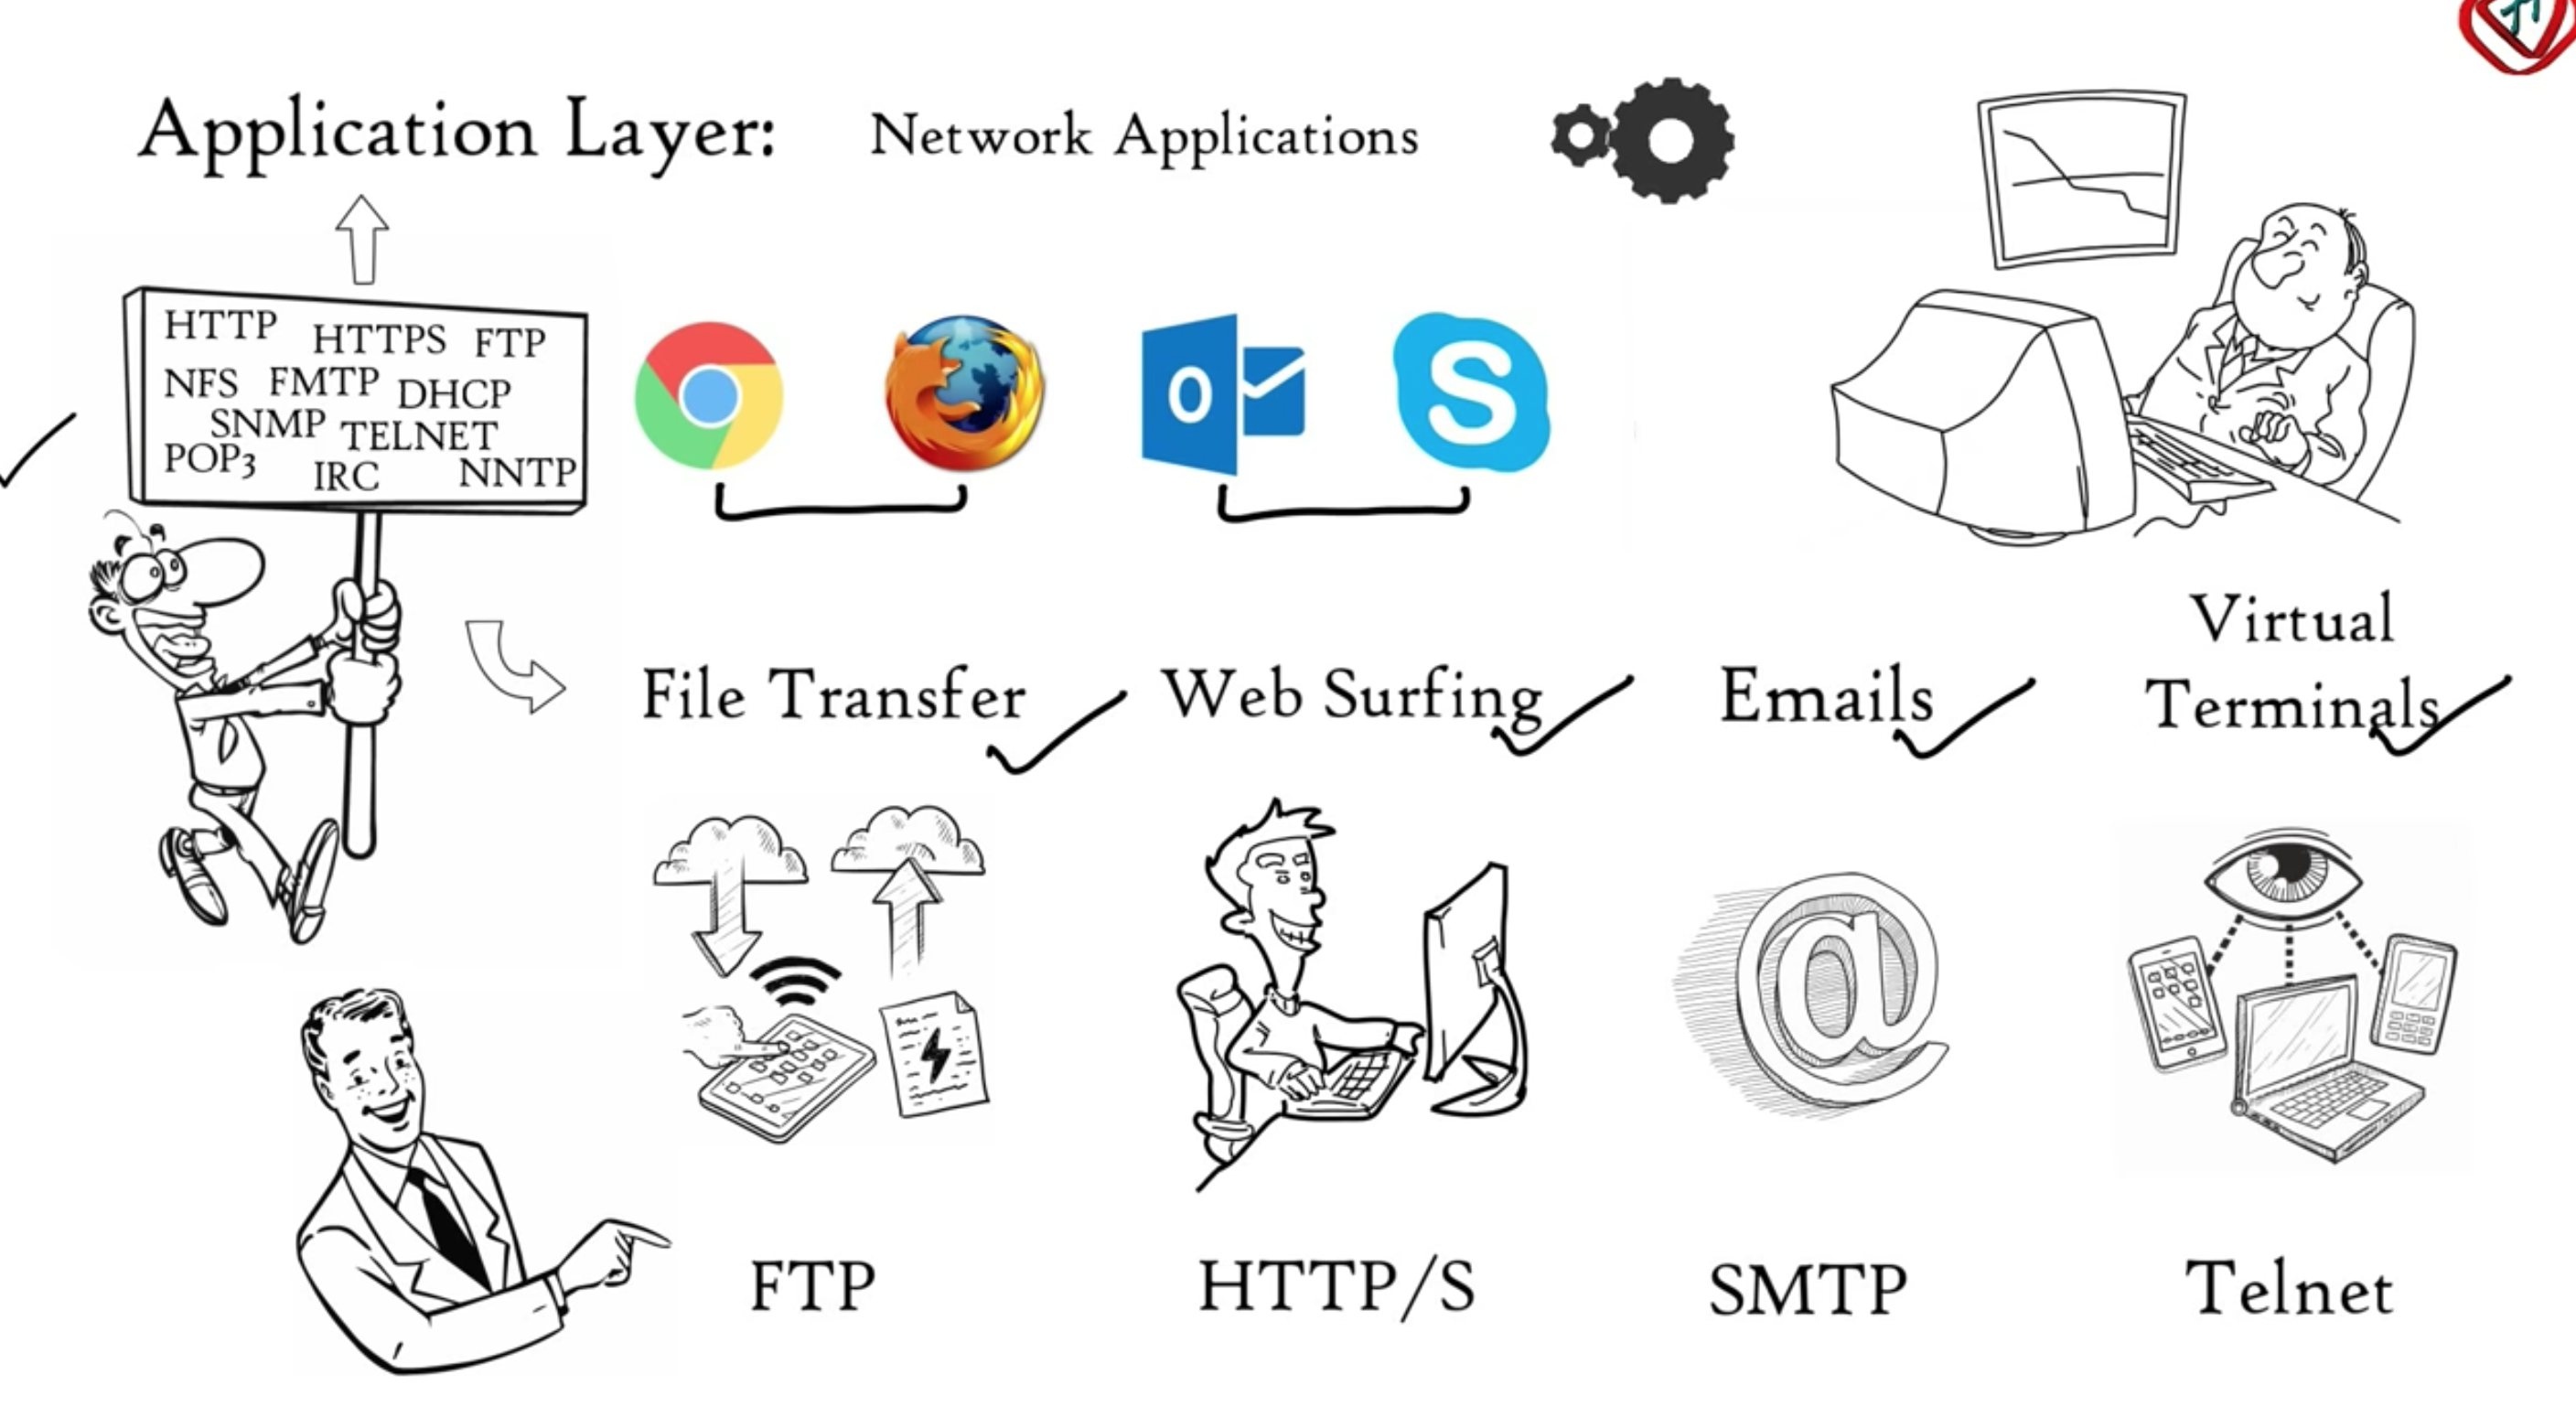 Application Layer: Network Applications
HTTP HTTPS FTP
NFS FMTP DHCP
SNMP TELNET
POP3 IRC NNTP
O
S
File Transfer
Web Surfing
Emails
Virtual
Terminals
@
FTP
HTTP/S
SMTP
Telnet